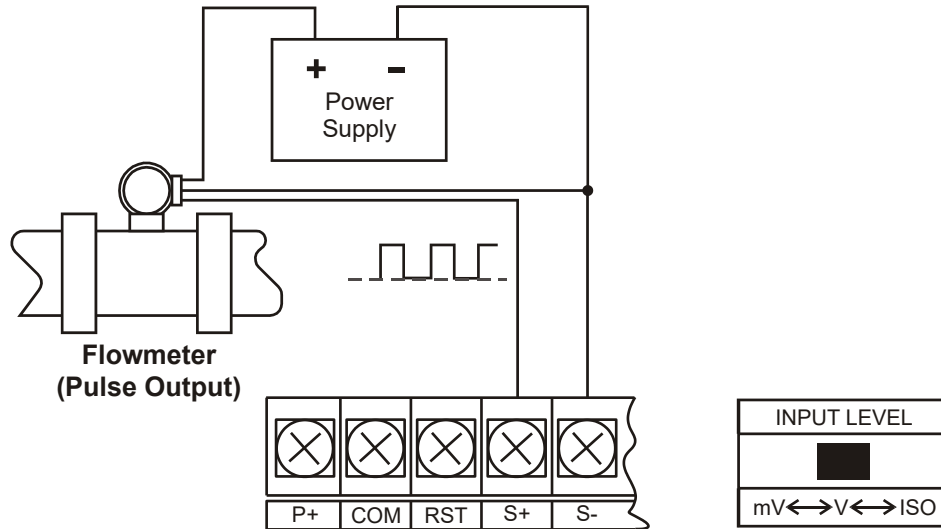 + -
Power
Supply
Flowmeter
(Pulse Output)
P+ COM RST S+ S-
INPUT LEVEL
mV⟷V⟷ISO